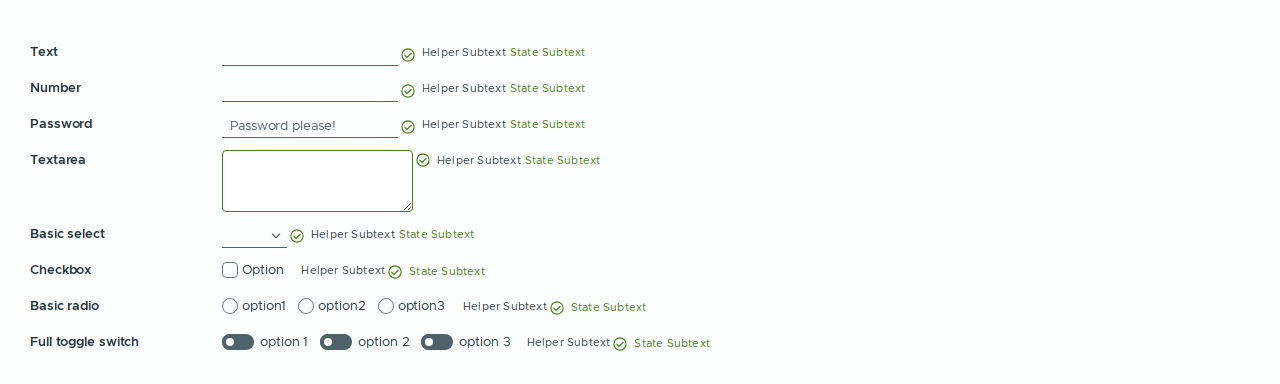 Text Helper Subtext State Subtext
Number Helper Subtext State Subtext
Password Password please! Helper Subtext State Subtext
Textarea Helper Subtext State Subtext
Basic select Helper Subtext State Subtext
Checkbox Option Helper Subtext State Subtext
Basic radio option1 option2 option3 Helper Subtext State Subtext
Full toggle switch option 1 option 2 option 3 Helper Subtext State Subtext